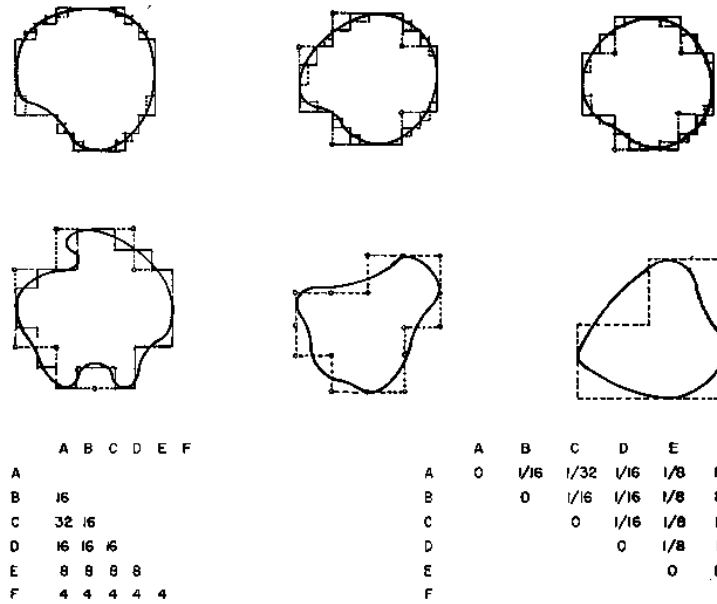 A B C D E F
A
B 16
C 32 16
D 16 16 16
E 8 8 8 8
F 4 4 4 4 4
A B C D E
A 0 1/16 1/32 1/16 1/8
B 0 1/16 1/16 1/8
C 0 1/16 1/8
D 0 1/8
E 0
F